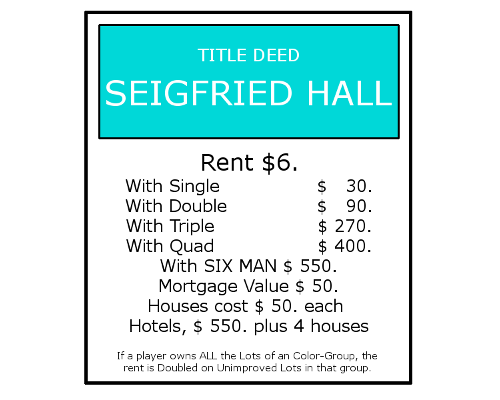 TITLE DEED
SEIGFRIED HALL
Rent $6.
With Single $ 30.
With Double $ 90.
With Triple $ 270.
With Quad $ 400.
With SIX MAN $ 550.
Mortgage Value $ 50.
Houses cost $ 50. each
Hotels, $ 550. plus 4 houses
If a player owns ALL the Lots of an Color-Group, the
rent is Doubled on Unimproved Lots in that group.